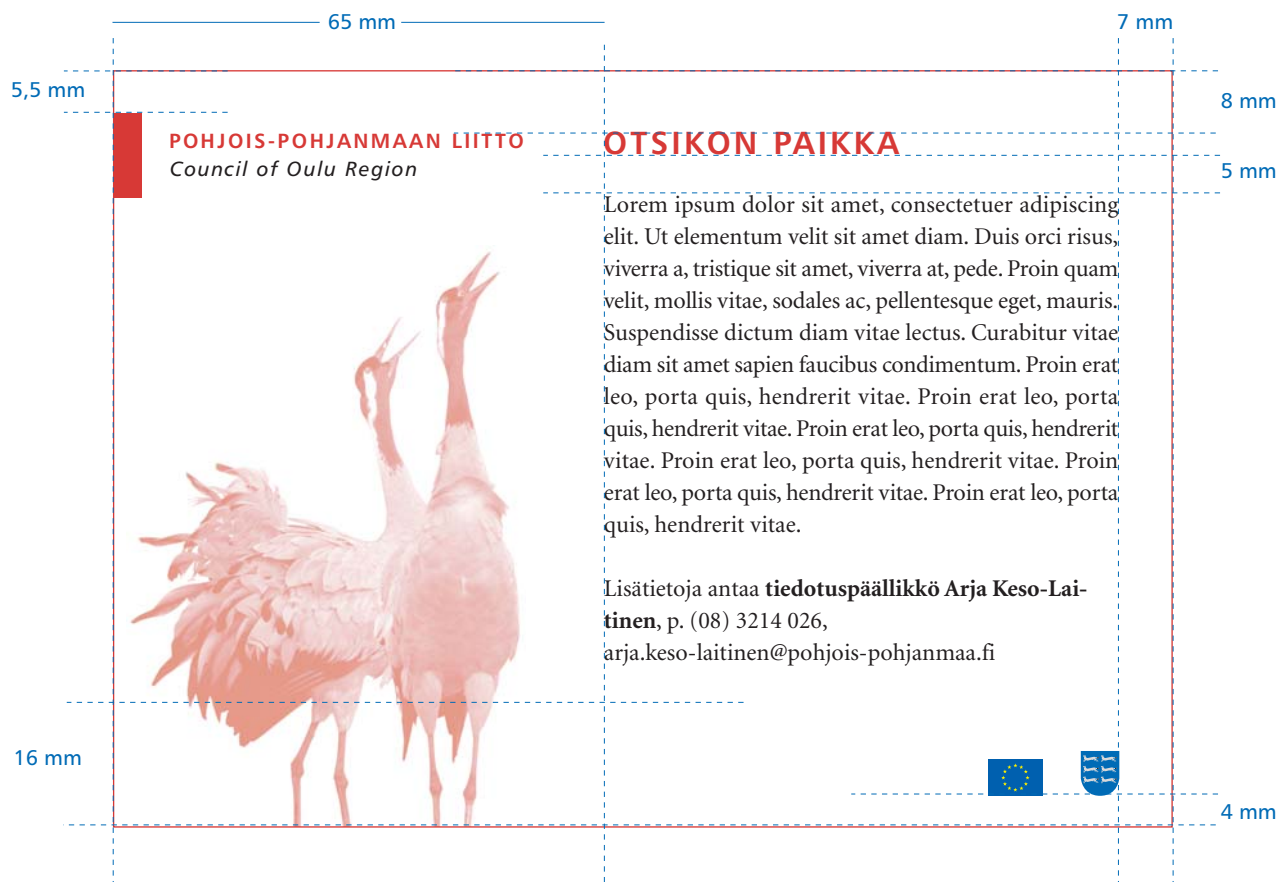 65 mm
7 mm
5,5 mm
8 mm
POHJOIS-POHJANMAAN LIITTO
Council of Oulu Region
OTSIKON PAIKKA
5 mm
Lorem ipsum dolor sit amet, consectetuer adipiscing
elit. Ut elementum velit sit amet diam. Duis orci risus,
viverra a, tristique sit amet, viverra at, pede. Proin quam
velit, mollis vitae, sodales ac, pellentesque eget, mauris.
Suspendisse dictum diam vitae lectus. Curabitur vitae
diam sit amet sapien faucibus condimentum. Proin erat
leo, porta quis, hendrerit vitae. Proin erat leo, porta
quis, hendrerit vitae. Proin erat leo, porta quis, hendrerit
vitae. Proin erat leo, porta quis, hendrerit vitae. Proin
erat leo, porta quis, hendrerit vitae. Proin erat leo, porta
quis, hendrerit vitae.
Lisätietoja antaa tiedotuspäällikkö Arja Keso-Lai-
tinen, p. (08) 3214 026,
arja.keso-laitinen@pohjois-pohjanmaa.fi
16 mm
4 mm